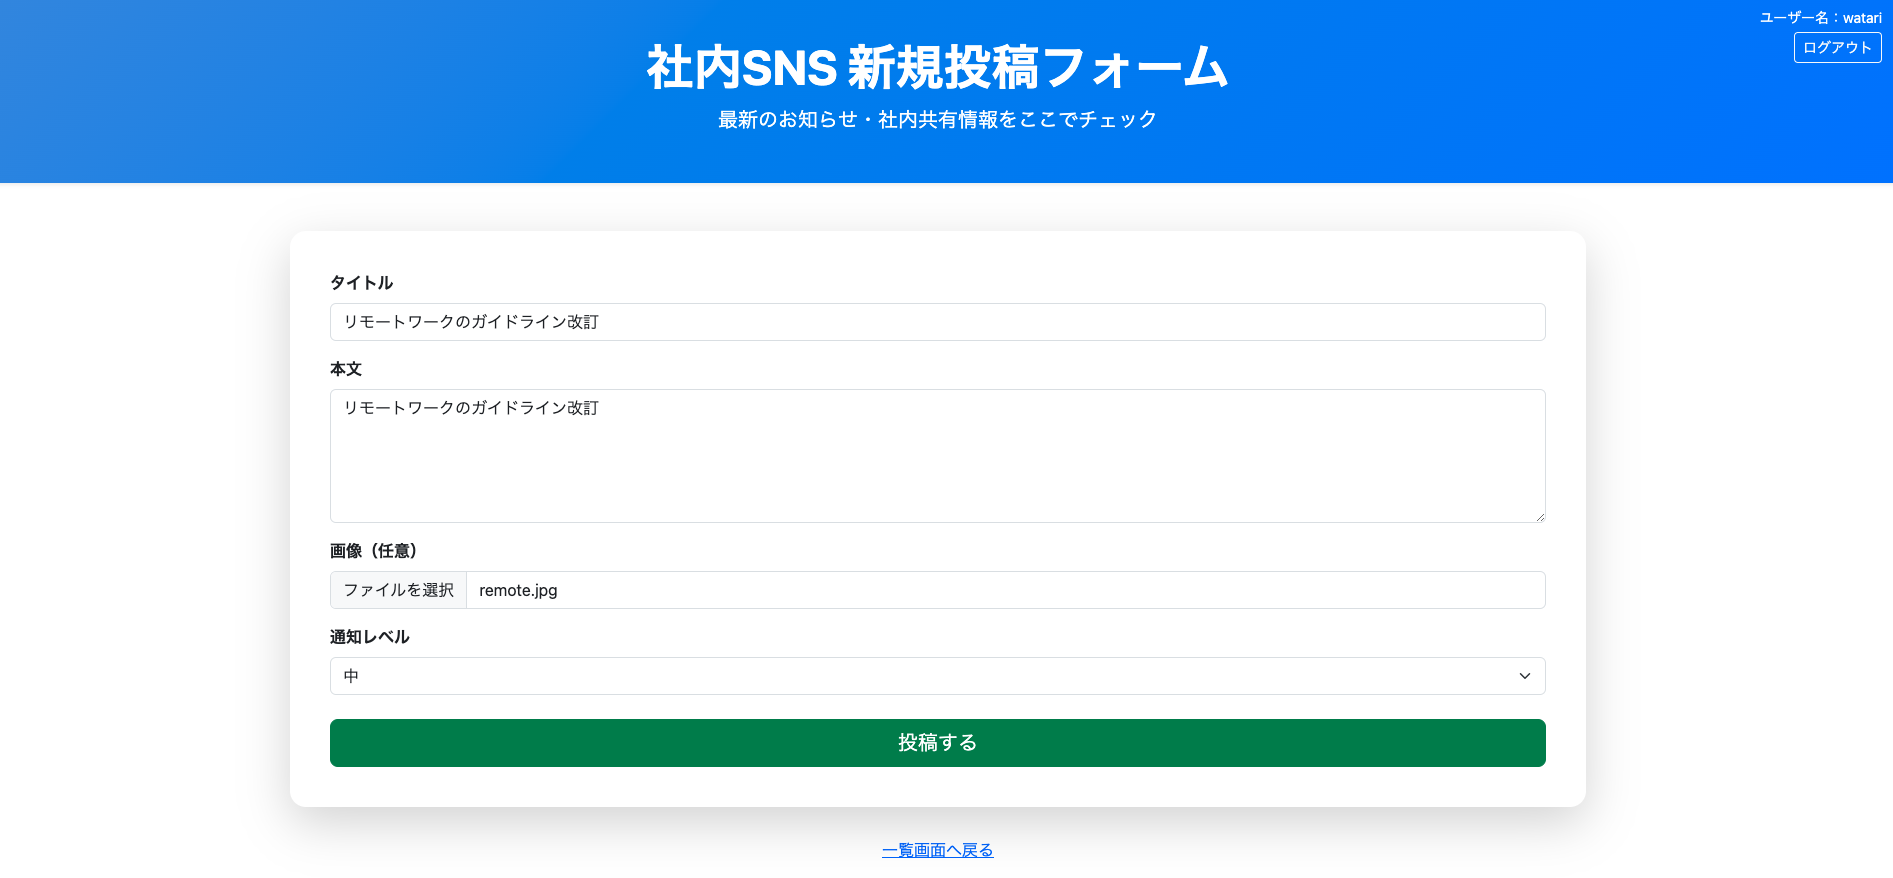 ユーザー名：watari
ログアウト
社内SNS 新規投稿フォーム
最新のお知らせ・社内共有情報をここでチェック
タイトル
リモートワークのガイドライン改訂
本文
リモートワークのガイドライン改訂
画像（任意）
ファイルを選択 remote.jpg
通知レベル
中
投稿する
一覧画面へ戻る